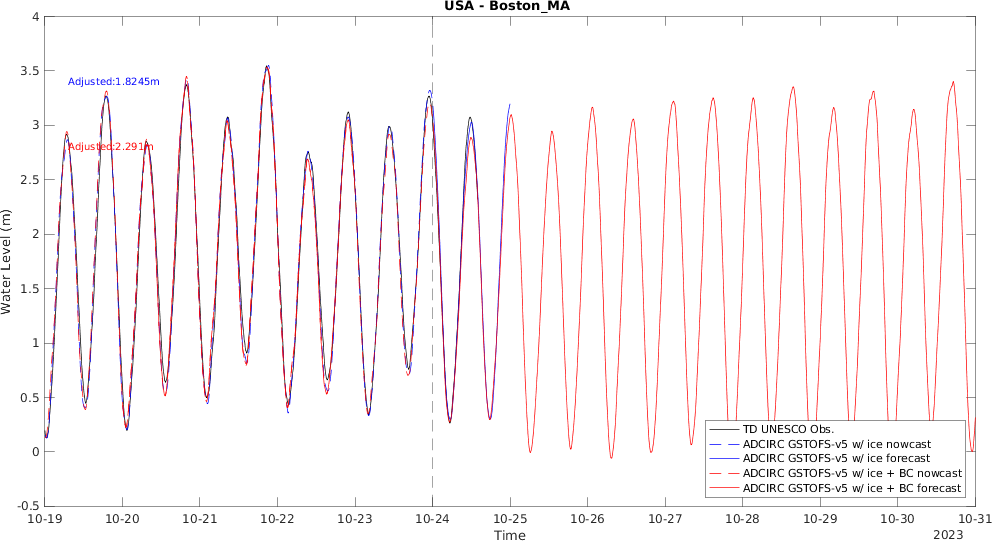 USA - Boston_MA
4
3.5
3
2.5
2
1.5
1
0.5
0
-0.5
Water Level (m)
Adjusted:1.8245m
Adjusted:2.291m
TD UNESCO Obs.
ADCIRC GSTOFS-v5 w/ ice nowcast
ADCIRC GSTOFS-v5 w/ ice forecast
ADCIRC GSTOFS-v5 w/ ice + BC nowcast
ADCIRC GSTOFS-v5 w/ ice + BC forecast
10-19 10-20 10-21 10-22 10-23 10-24 10-25 10-26 10-27 10-28 10-29 10-30 10-31
Time
2023